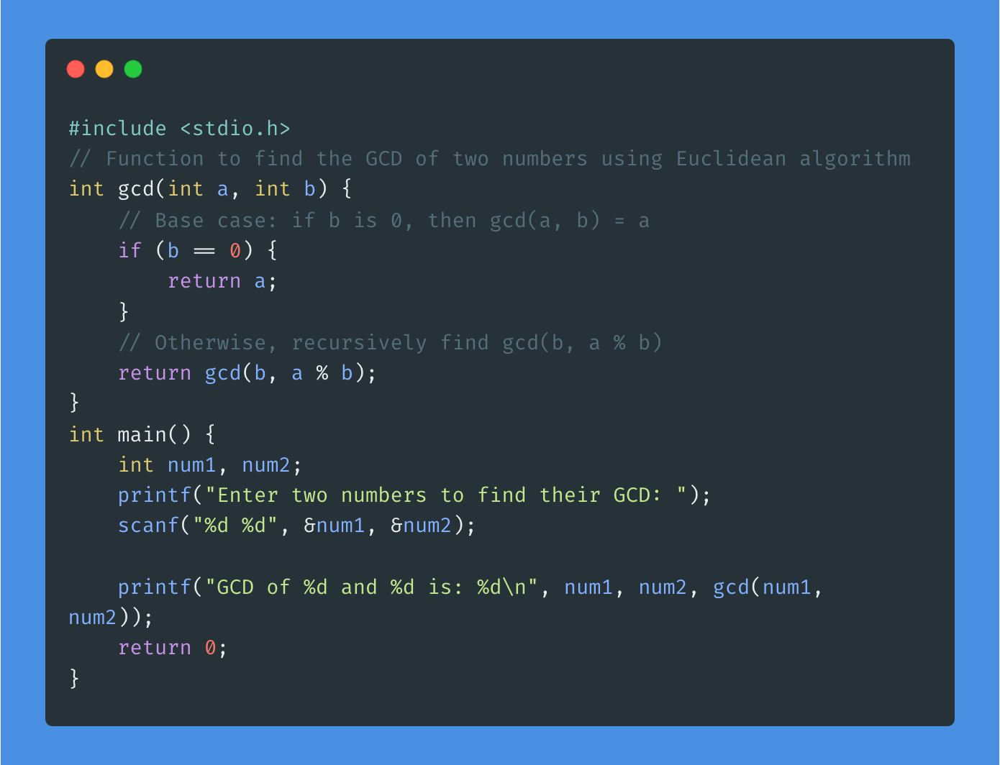 #include <stdio.h>
// Function to find the GCD of two numbers using Euclidean algorithm
int gcd(int a, int b) {
    // Base case: if b is 0, then gcd(a, b) = a
    if (b == 0) {
        return a;
    }
    // Otherwise, recursively find gcd(b, a % b)
    return gcd(b, a % b);
}
int main() {
    int num1, num2;
    printf("Enter two numbers to find their GCD: ");
    scanf("%d %d", &num1, &num2);

    printf("GCD of %d and %d is: %d\n", num1, num2, gcd(num1,
num2));
    return 0;
}